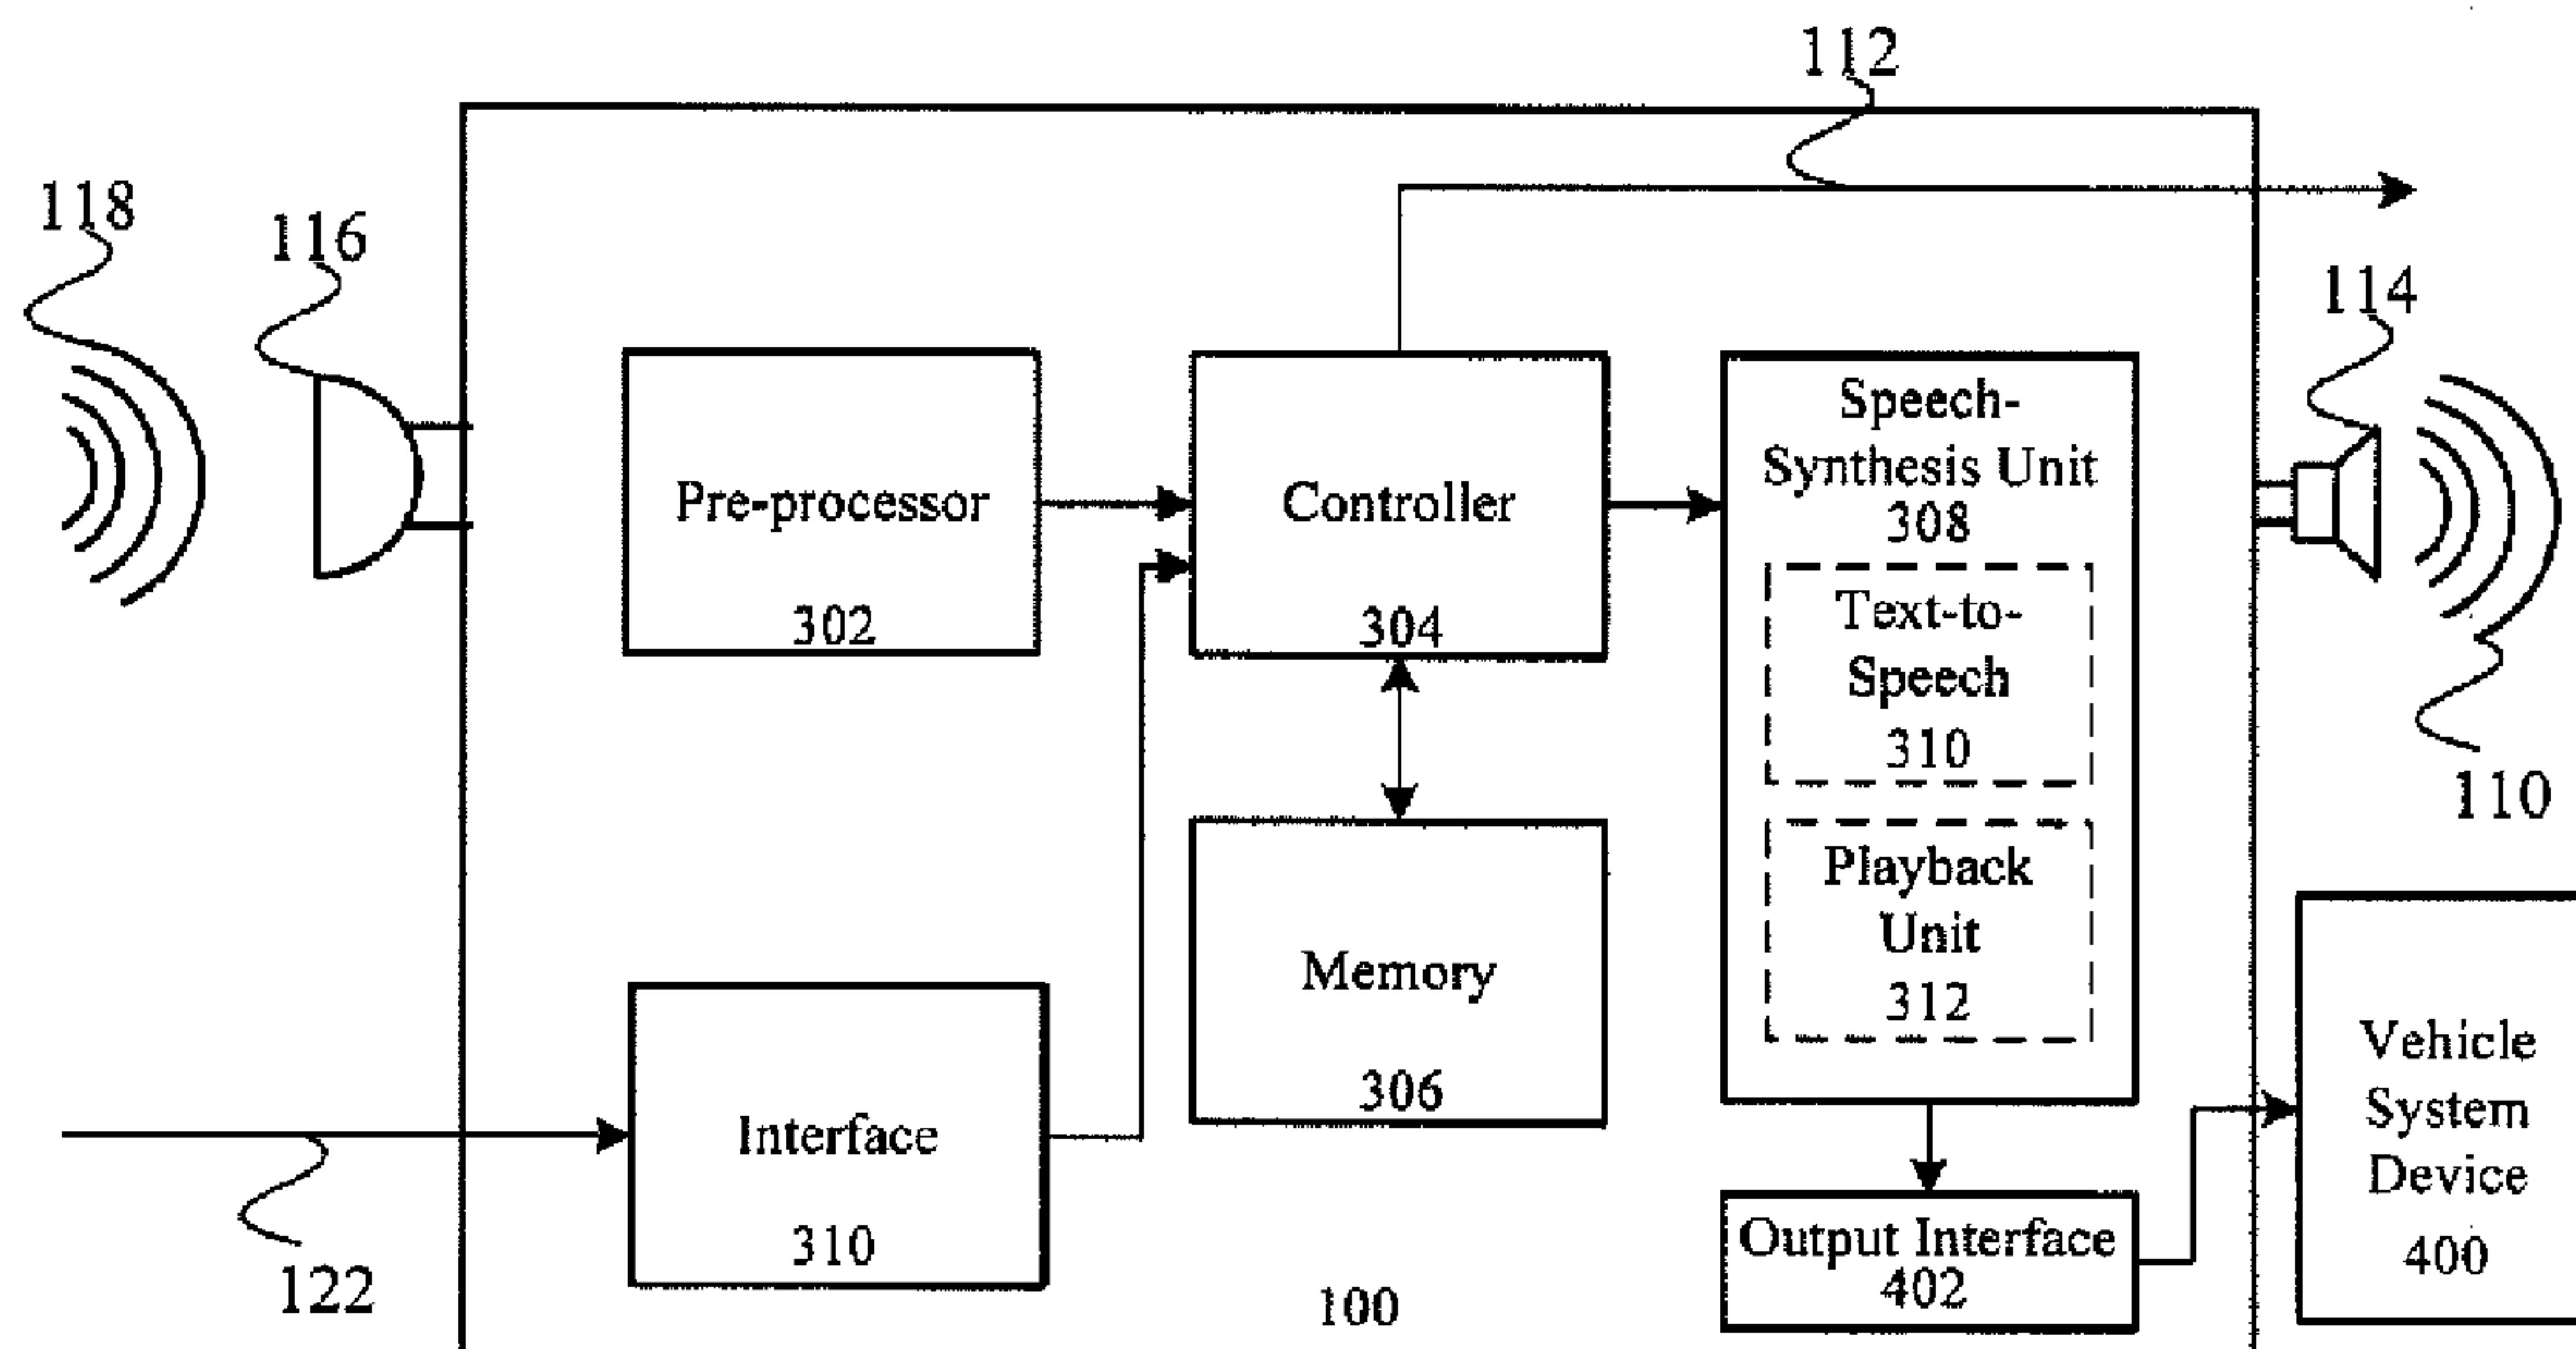 112
118
116
114
Pre-processor
302
Controller
304
Speech-
Synthesis Unit
308
Text-to-
Speech
310
Playback
Unit
312
110
Memory
306
Interface
310
122
100
Output Interface
402
Vehicle
System
Device
400